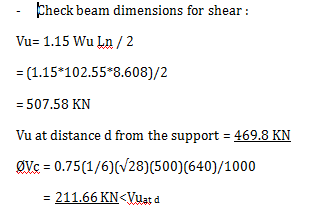 - Check beam dimensions for shear :
Vu= 1.15 Wu Ln / 2
= (1.15*102.55*8.608)/2
= 507.58 KN
Vu at distance d from the support = 469.8 KN
ØVc = 0.75(1/6)(√28)(500)(640)/1000
= 211.66 KN<Vuat d